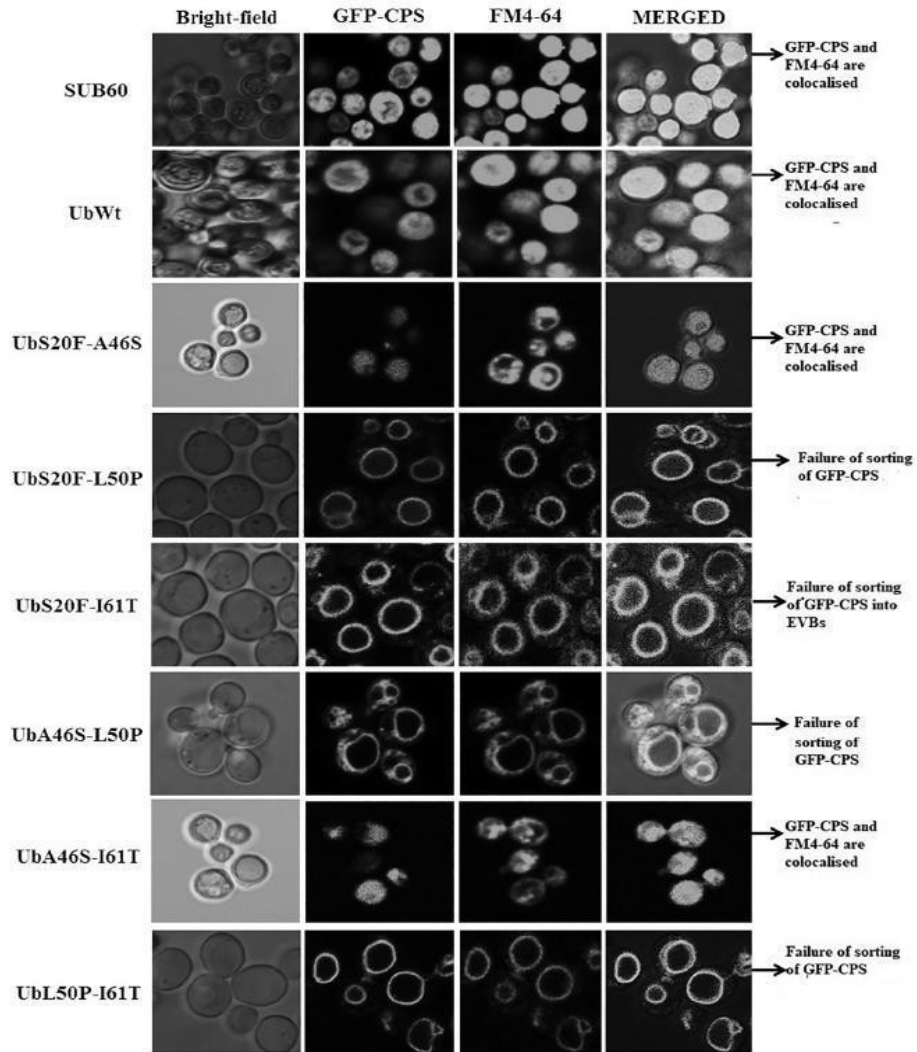 Bright-field GFP-CPS FM4-64 MERGED
SUB60
GFP-CPS and
FM4-64 are
colocalised
UbWt
GFP-CPS and
FM4-64 are
colocalised
UbS20F-A46S
GFP-CPS and
FM4-64 are
colocalised
UbS20F-L50P
Failure of sorting
of GFP-CPS
UbS20F-I61T
Failure of sorting
of GFP-CPS into
EVBs
UbA46S-L50P
Failure of
sorting of
GFP-CPS
UbA46S-I61T
GFP-CPS and
FM4-64 are
colocalised
UbL50P-I61T
Failure of sorting
of GFP-CPS